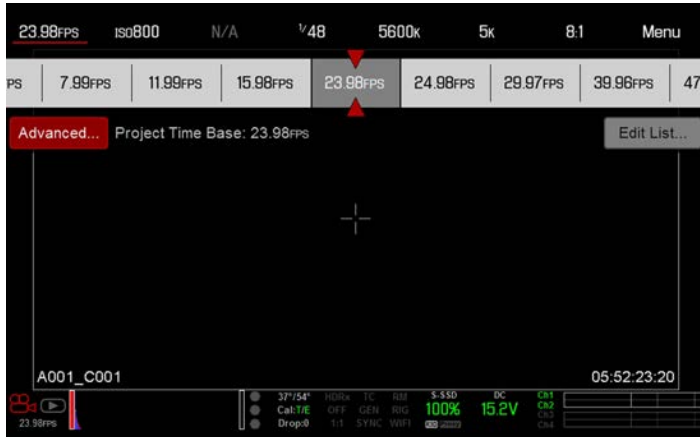 23.98FPS ISO800 N/A 1/48 5600K 5K 8:1 Menu
PS 7.99FPS 11.99FPS 15.98FPS 23.98FPS 24.98FPS 29.97FPS 39.96FPS 47
Advanced... Project Time Base: 23.98FPS Edit List...
A001_C001 05:52:23:20
37°/54° HDRx TC RM S-SSD DC Ch1
Cal:T/E OFF GEN RIG 100% 15.2V Ch2
23.98FPS Drop:0 1:1 SYNC WIFI Ch3
Ch4